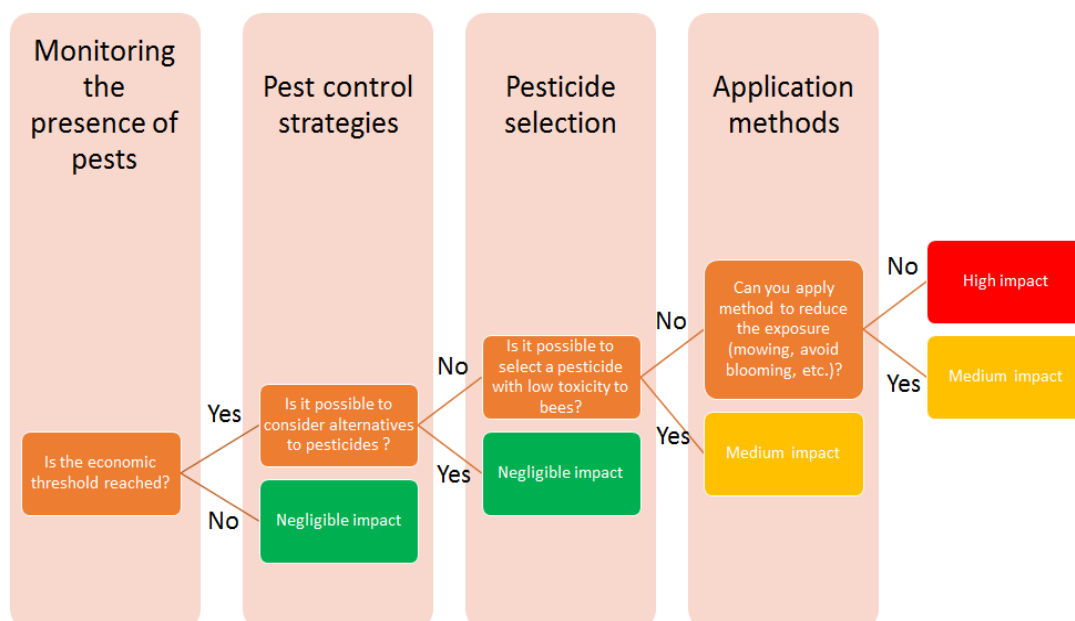 Monitoring
the
presence of
pests
Pest control
strategies
Pesticide
selection
Application
methods
Is the economic
threshold reached?
Yes
No
Is it possible to
consider alternatives
to pesticides ?
Negligible impact
No
Yes
Is it possible to
select a pesticide
with low toxicity to
bees?
Negligible impact
No
Yes
Can you apply
method to reduce
the exposure
(mowing, avoid
blooming, etc.)?
Medium impact
No
Yes
High impact
Medium impact